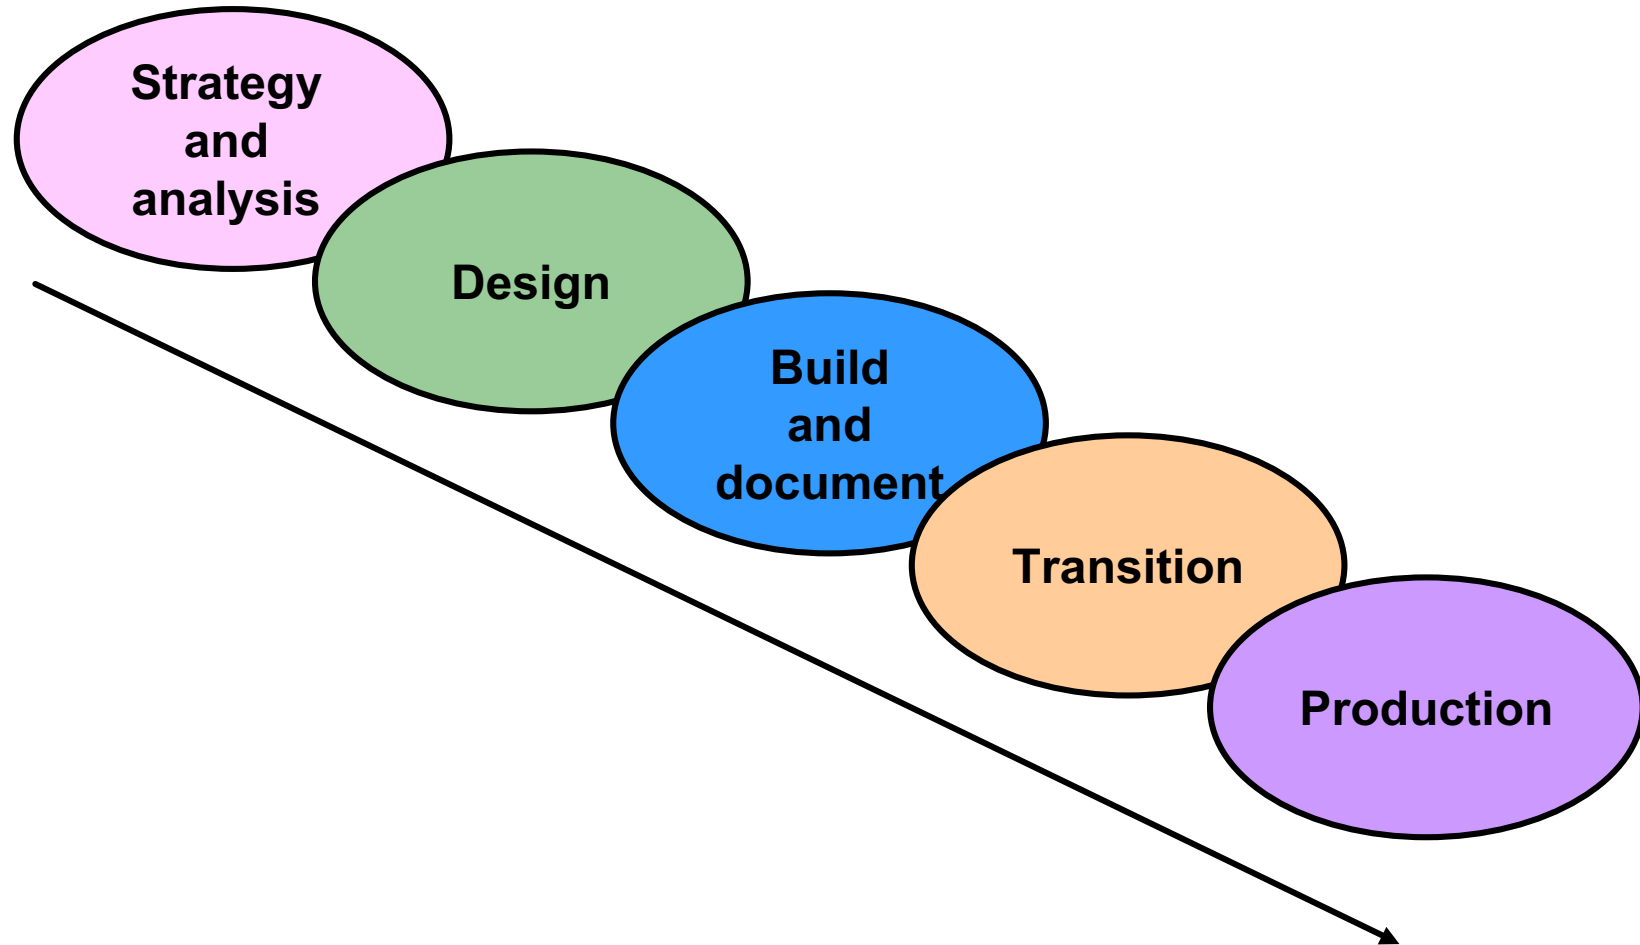 Strategy
and
analysis
Design
Build
and
document
Transition
Production